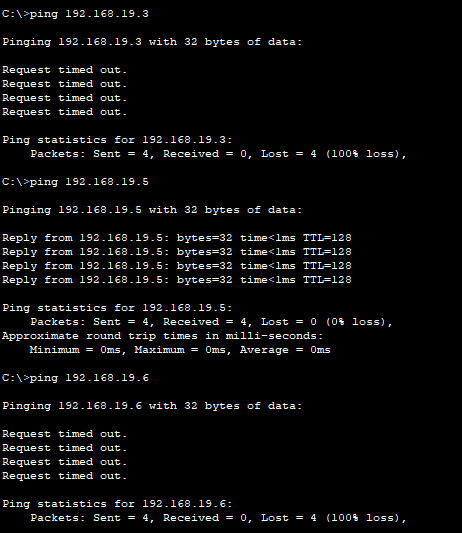 C:\>ping 192.168.19.3
Pinging 192.168.19.3 with 32 bytes of data:
Request timed out.
Request timed out.
Request timed out.
Request timed out.
Ping statistics for 192.168.19.3:
    Packets: Sent = 4, Received = 0, Lost = 4 (100% loss),
C:\>ping 192.168.19.5
Pinging 192.168.19.5 with 32 bytes of data:
Reply from 192.168.19.5: bytes=32 time<1ms TTL=128
Reply from 192.168.19.5: bytes=32 time<1ms TTL=128
Reply from 192.168.19.5: bytes=32 time<1ms TTL=128
Reply from 192.168.19.5: bytes=32 time<1ms TTL=128
Ping statistics for 192.168.19.5:
    Packets: Sent = 4, Received = 4, Lost = 0 (0% loss),
Approximate round trip times in milli-seconds:
    Minimum = 0ms, Maximum = 0ms, Average = 0ms
C:\>ping 192.168.19.6
Pinging 192.168.19.6 with 32 bytes of data:
Request timed out.
Request timed out.
Request timed out.
Request timed out.
Ping statistics for 192.168.19.6:
    Packets: Sent = 4, Received = 0, Lost = 4 (100% loss),